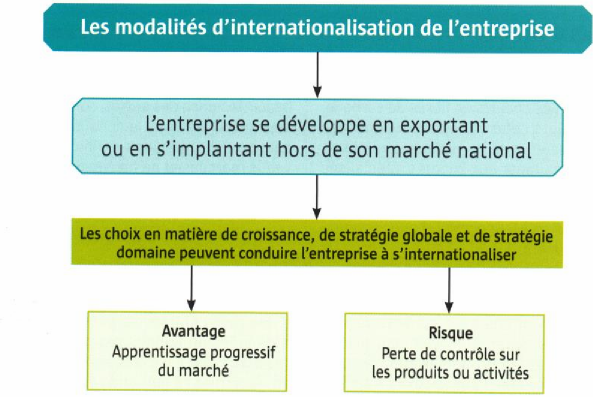 Les modalités d'internationalisation de l'entreprise
L'entreprise se développe en exportant
ou en s'implantant hors de son marché national
Les choix en matière de croissance, de stratégie globale et de stratégie
domaine peuvent conduire l'entreprise à s'internationaliser
Avantage
Apprentissage progressif
du marché
Risque
Perte de contrôle sur
les produits ou activités